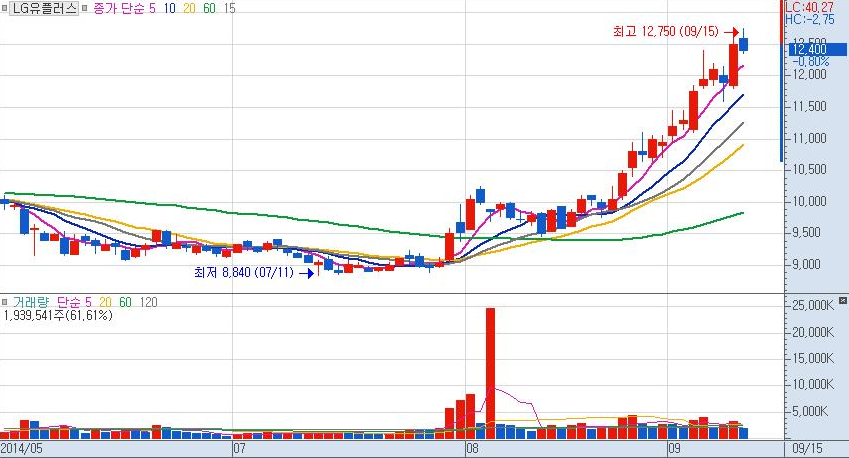 LG유플러스 종가 단순 5 10 20 60 15
LC:40,27
HC:-2,75
최고 12,750 (09/15)
12,500
12,400
-0,80%
12,000
11,500
11,000
10,500
10,000
9,500
9,000
최저 8,840 (07/11)
거래량 단순 5 20 60 120
1,939,541주(61,61%)
25,000K
20,000K
15,000K
10,000K
5,000K
2014/05 07 08 09 09/15